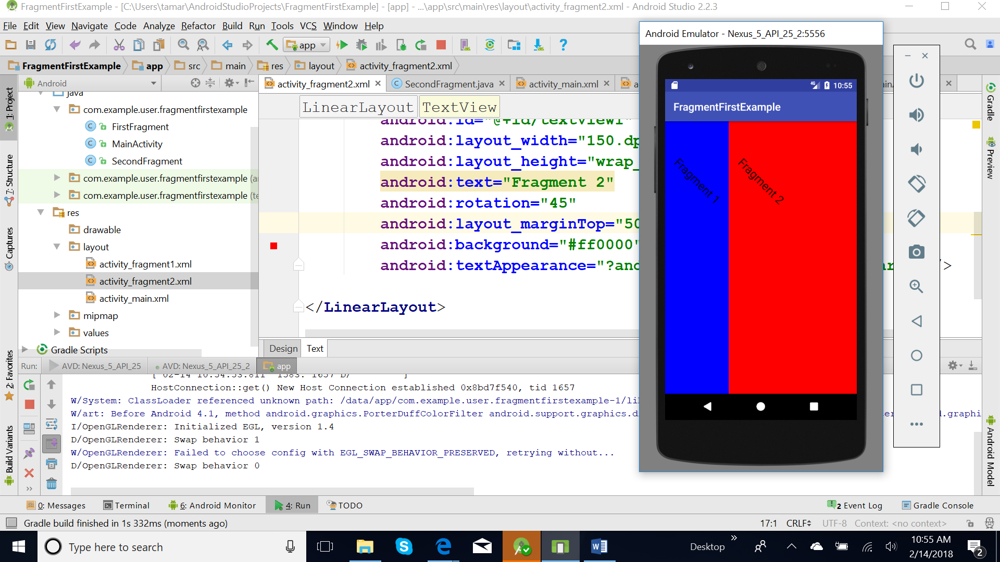 FragmentFirstExample - [C:\Users\tamar\AndroidStudioProjects\FragmentFirstExample] - [app] - ...\app\src\main\res\layout\activity_fragment2.xml - Android Studio 2.2.3
File Edit View Navigate Code Analyze Refactor Build Run Tools VCS Window Help
app
FragmentFirstExample app src main res layout activity_fragment2.xml
Android
activity_fragment2.xml SecondFragment.java activity_main.xml a
LinearLayout TextView
1: Project
7: Structure
Captures
2: Favorites
Build Variants
java
com.example.user.fragmentfirstexample
FirstFragment
MainActivity
SecondFragment
com.example.user.fragmentfirstexample (a
com.example.user.fragmentfirstexample (te
res
drawable
layout
activity_fragment1.xml
activity_fragment2.xml
activity_main.xml
mipmap
values
Gradle Scripts
android:id="@+id/textView1"
android:layout_width="150.dp
android:layout_height="wrap_
android:text="Fragment 2"
android:rotation="45"
android:layout_marginTop="50
android:background="#ff0000"
android:textAppearance="?and ar />
</LinearLayout>
Design Text
Android Emulator - Nexus_5_API_25_2:5556
4G 10:55
FragmentFirstExample
Fragment 1
Fragment 2
Gradle
Preview
Android Model
Run: AVD: Nexus_5_API_25 AVD: Nexus_5_API_25_2 app
[ 02-14 10:54:53.811 1583: 1657 D/ ]
HostConnection::get() New Host Connection established 0x8bd7f540, tid 1657
W/System: ClassLoader referenced unknown path: /data/app/com.example.user.fragmentfirstexample-1/li
W/art: Before Android 4.1, method android.graphics.PorterDuffColorFilter android.support.graphics.d er d.graphi
I/OpenGLRenderer: Initialized EGL, version 1.4
D/OpenGLRenderer: Swap behavior 1
W/OpenGLRenderer: Failed to choose config with EGL_SWAP_BEHAVIOR_PRESERVED, retrying without...
D/OpenGLRenderer: Swap behavior 0
0: Messages Terminal 6: Android Monitor 4: Run TODO 2 Event Log Gradle Console
Gradle build finished in 1s 332ms (moments ago) 17:1 CRLF UTF-8 Context: <no context>
Type here to search Desktop 10:55 AM
2/14/2018 2